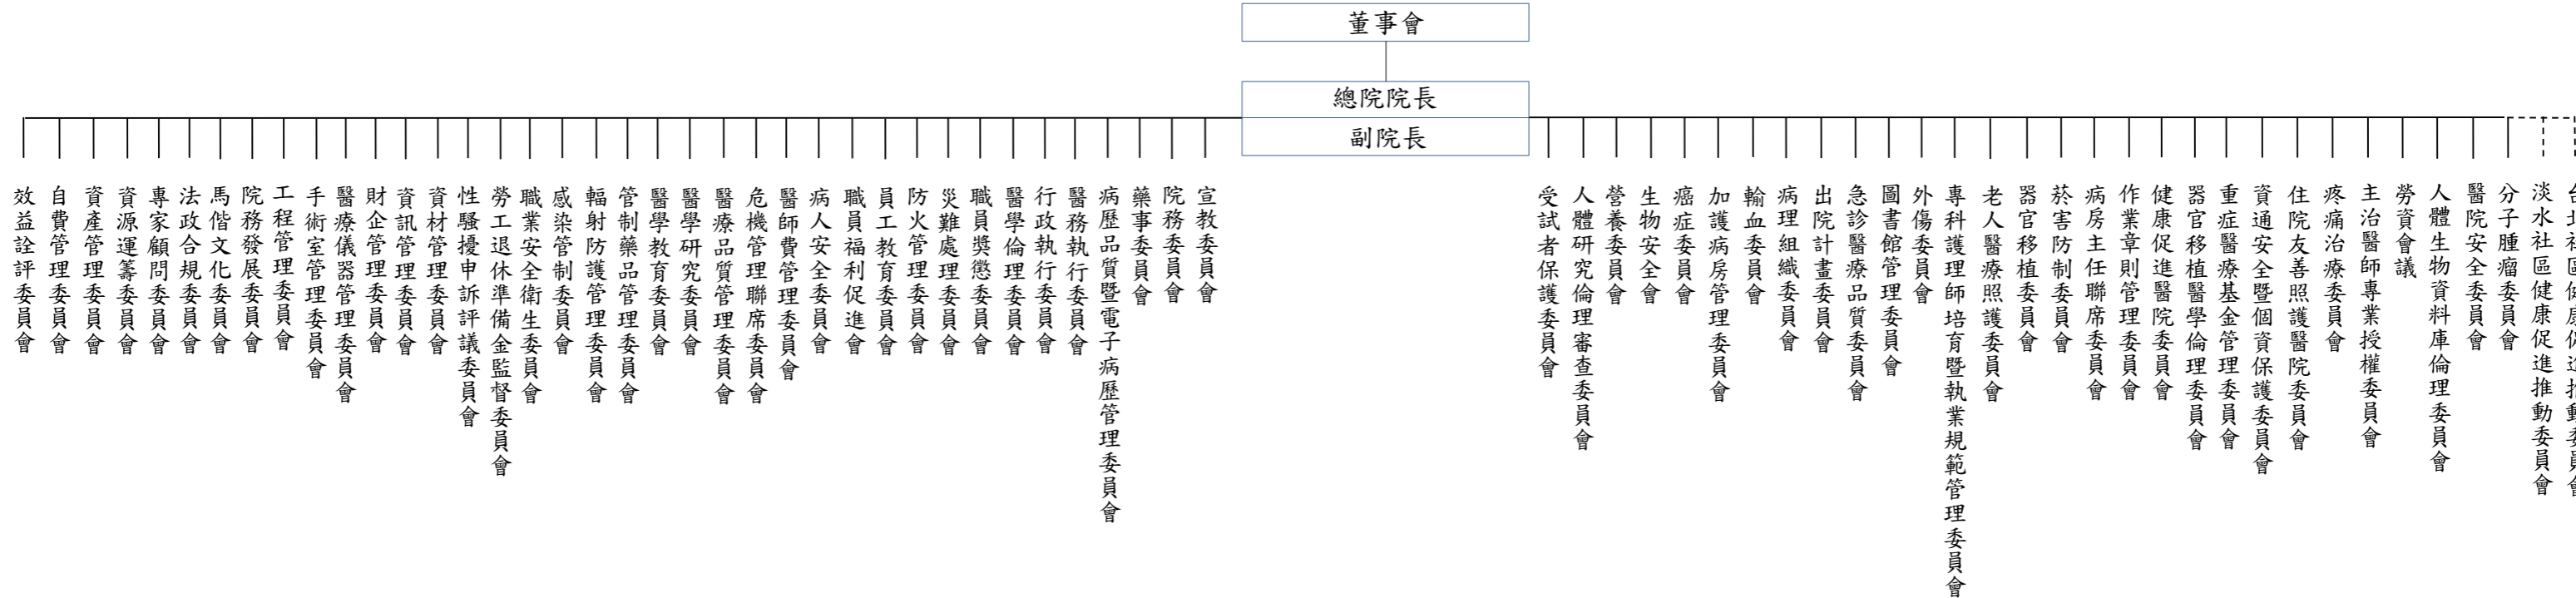 董事會
總院院長
副院長
效益詮評委員會
自費管理委員會
資產管理委員會
資源運籌委員會
專家顧問委員會
法政合規委員會
馬偕文化委員會
院務發展委員會
工程管理委員會
手術室管理委員會
醫療儀器管理委員會
財企管理委員會
資訊管理委員會
資材管理委員會
性騷擾申訴評議委員會
勞工退休準備金監督委員會
職業安全衛生委員會
感染管制委員會
輻射防護管理委員會
管制藥品管理委員會
醫學教育委員會
醫學研究委員會
醫療品質管理委員會
危機管理聯席委員會
醫師費管理委員會
病人安全委員會
職員福利促進會
員工教育委員會
防火管理委員會
災難處理委員會
職員獎懲委員會
醫學倫理委員會
行政執行委員會
醫務執行委員會
病歷品質暨電子病歷管理委員會
藥事委員會
院務委員會
宣教委員會
受試者保護委員會
人體研究倫理審查委員會
營養委員會
生物安全會
癌症委員會
加護病房管理委員會
輸血委員會
病理組織委員會
出院計畫委員會
急診醫療品質委員會
圖書館管理委員會
外傷委員會
專科護理師培育暨執業規範管理委員會
老人醫療照護委員會
器官移植委員會
菸害防制委員會
病房主任聯席委員會
作業章則管理委員會
健康促進醫院委員會
器官移植醫學倫理委員會
重症醫療基金管理委員會
資通安全暨個資保護委員會
住院友善照護醫院委員會
疼痛治療委員會
主治醫師專業授權委員會
勞資會議
人體生物資料庫倫理委員會
醫院安全委員會
分子腫瘤委員會
淡水社區健康促進推動委員會
台北社區健康促進推動委員會